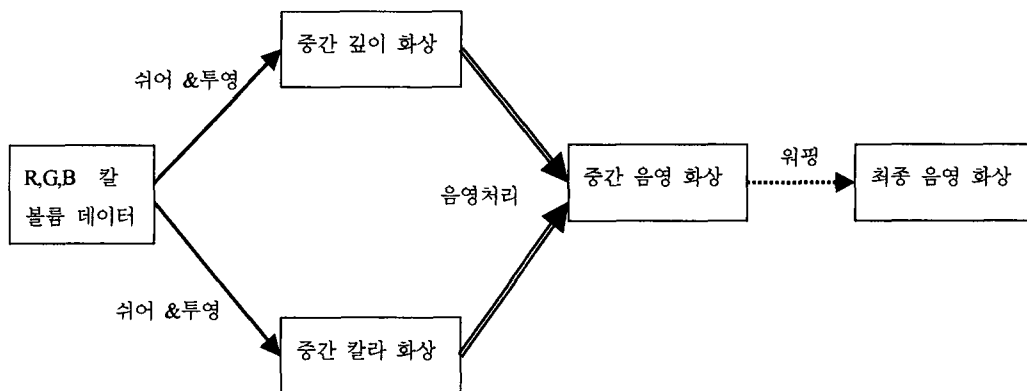 중간 깊이 화상
쉬어 &투영
R,G,B 칼
볼륨 데이터
음영처리
중간 음영 화상
워핑
최종 음영 화상
쉬어 &투영
중간 칼라 화상